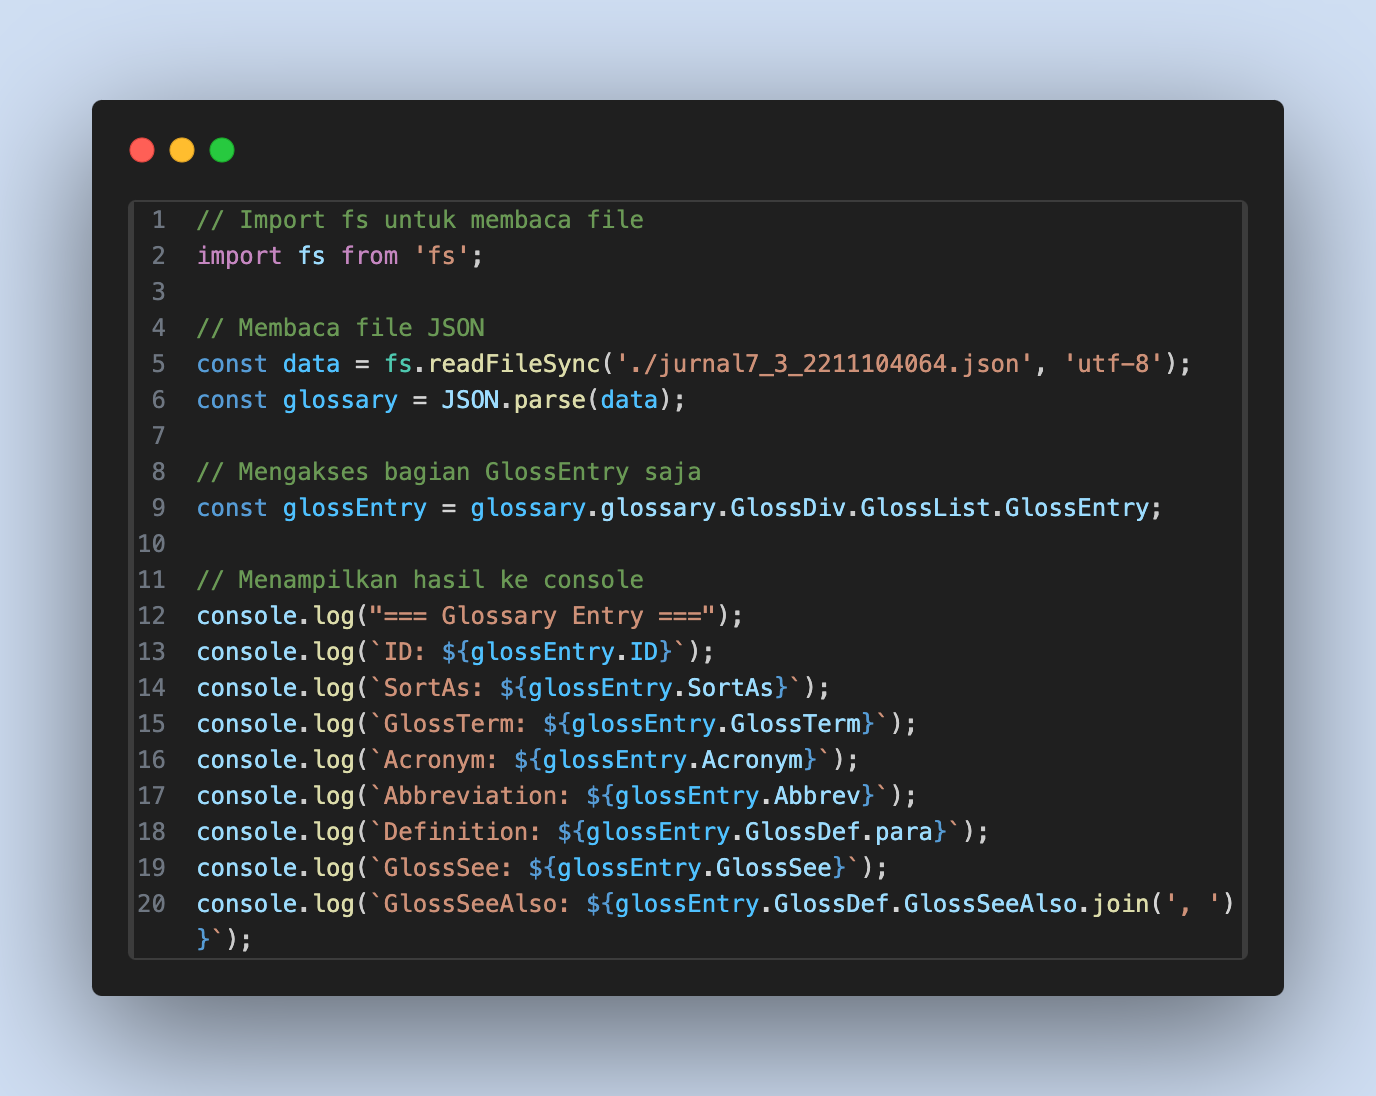 1 // Import fs untuk membaca file
2 import fs from 'fs';
3
4 // Membaca file JSON
5 const data = fs.readFileSync('./jurnal7_3_2211104064.json', 'utf-8');
6 const glossary = JSON.parse(data);
7
8 // Mengakses bagian GlossEntry saja
9 const glossEntry = glossary.glossary.GlossDiv.GlossList.GlossEntry;
10
11 // Menampilkan hasil ke console
12 console.log("=== Glossary Entry ===");
13 console.log(`ID: ${glossEntry.ID}`);
14 console.log(`SortAs: ${glossEntry.SortAs}`);
15 console.log(`GlossTerm: ${glossEntry.GlossTerm}`);
16 console.log(`Acronym: ${glossEntry.Acronym}`);
17 console.log(`Abbreviation: ${glossEntry.Abbrev}`);
18 console.log(`Definition: ${glossEntry.GlossDef.para}`);
19 console.log(`GlossSee: ${glossEntry.GlossSee}`);
20 console.log(`GlossSeeAlso: ${glossEntry.GlossDef.GlossSeeAlso.join(', ')
}`);